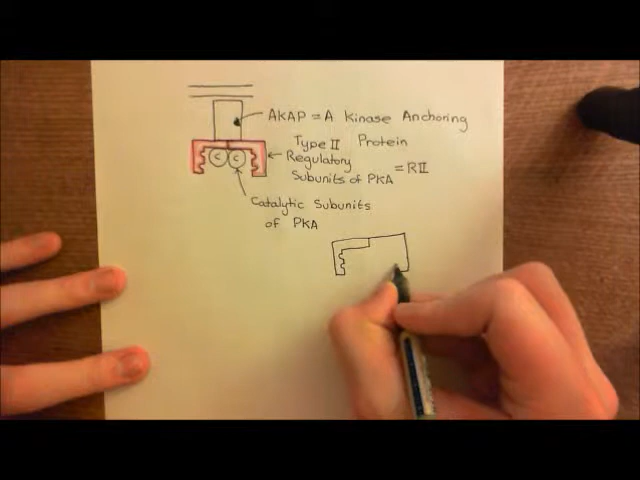 AKAP = A Kinase Anchoring
Protein
Type II
Regulatory
Subunits of PKA = RII
C C
Catalytic Subunits
of PKA